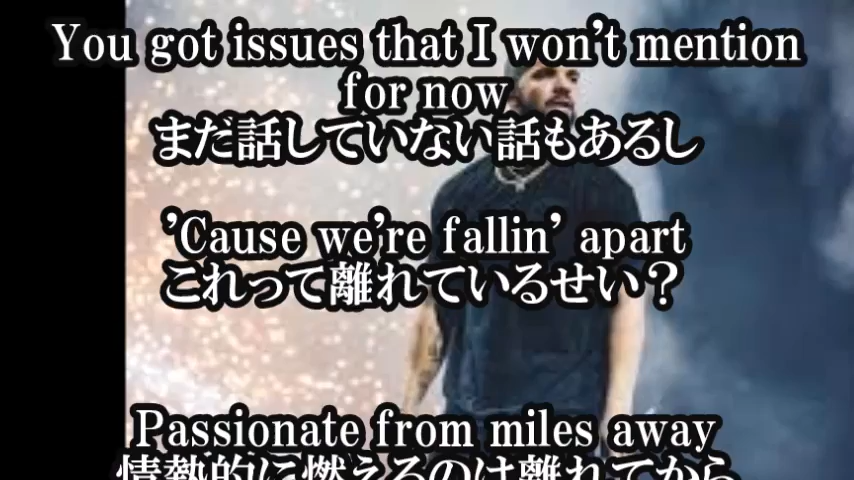 You got issues that I won't mention
for now
まだ話していない話もあるし
'Cause we're fallin' apart
これって離れているせい？
Passionate from miles away
情熱的に燃えるのは離れてから